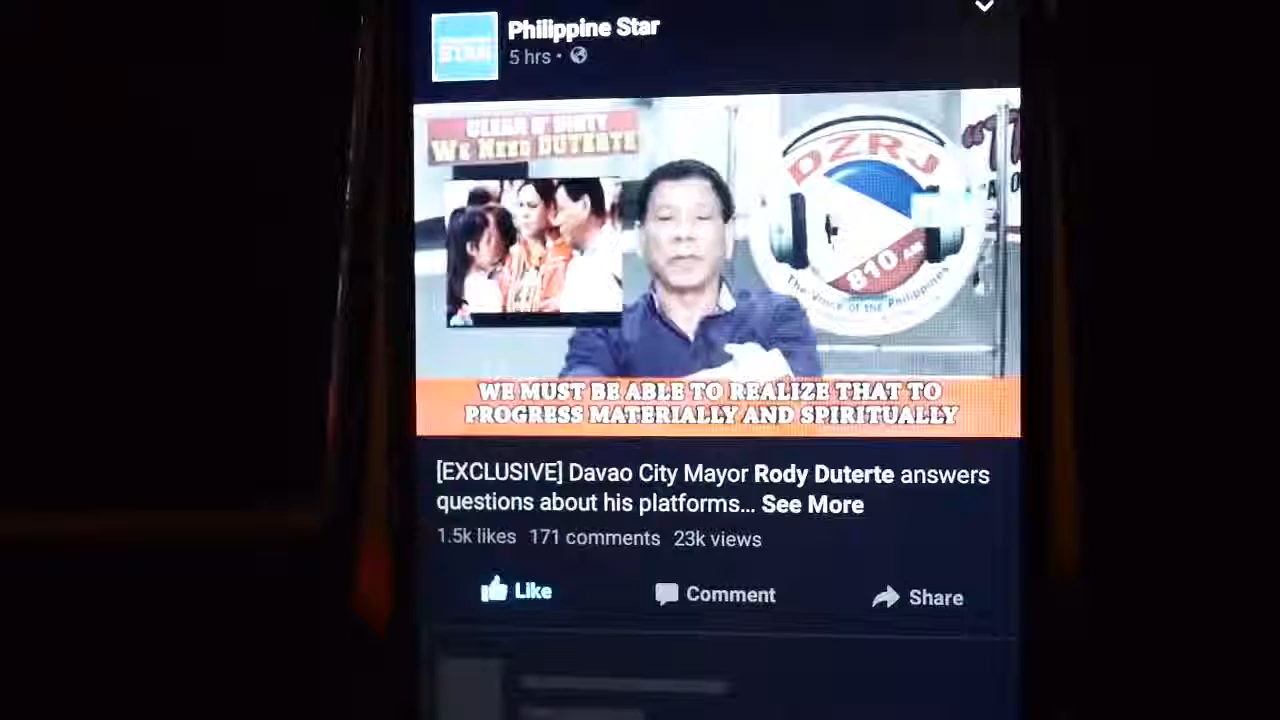 Philippine Star
STAR
5 hrs
CLEAN N' DIRTY
WE NEED DUTERTE
DZRJ
810 AM
The Voice of the Philippines
WE MUST BE ABLE TO REALIZE THAT TO
PROGRESS MATERIALLY AND SPIRITUALLY
[EXCLUSIVE] Davao City Mayor Rody Duterte answers
questions about his platforms... See More
1.5k likes 171 comments 23k views
Like Comment Share